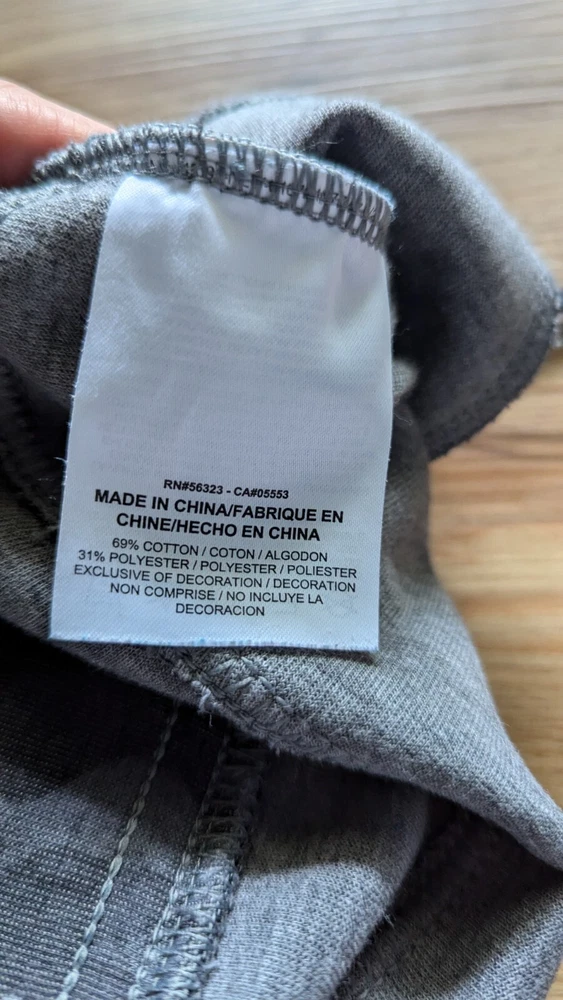 RN#56323 - CA#05553
MADE IN CHINA/FABRIQUE EN
CHINE/HECHO EN CHINA
69% COTTON / COTON / ALGODON
31% POLYESTER / POLYESTER / POLIESTER
EXCLUSIVE OF DECORATION / DECORATION
NON COMPRISE / NO INCLUYE LA
DECORACION